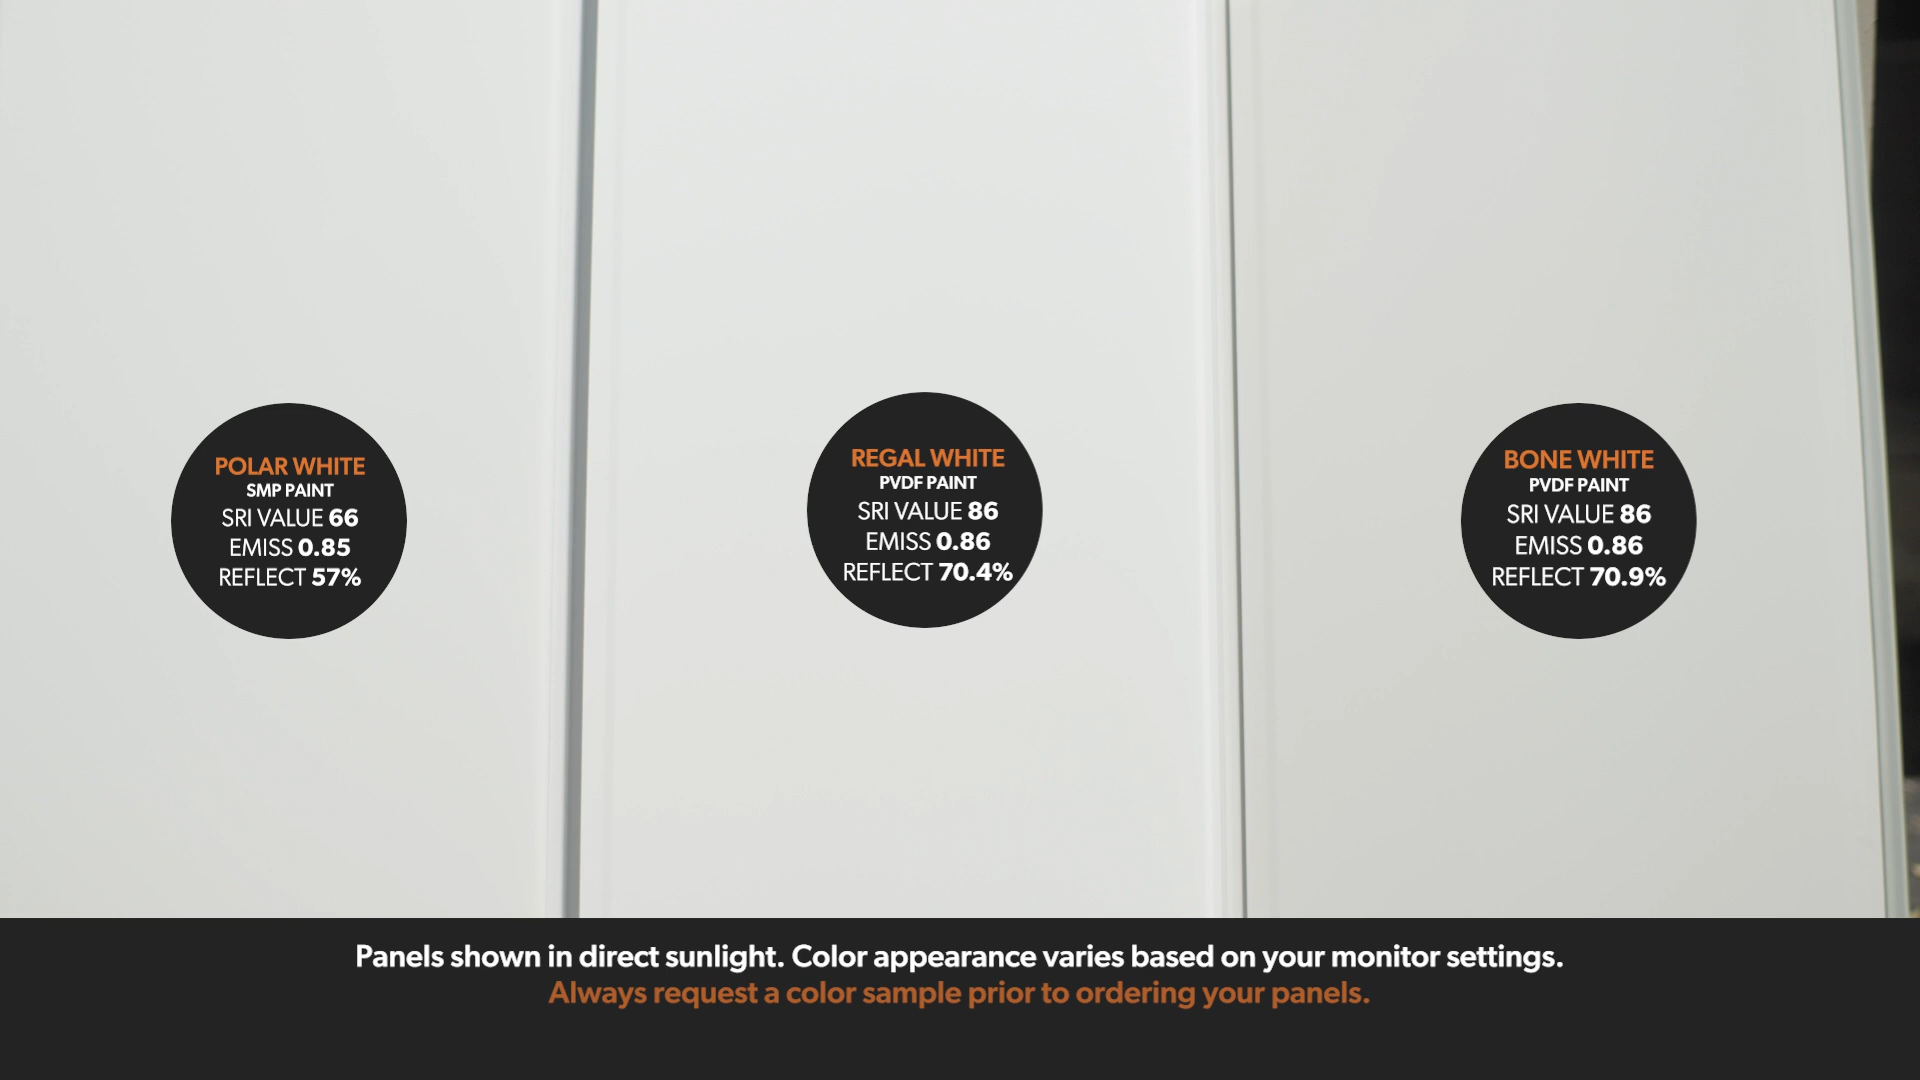 POLAR WHITE
SMP PAINT
SRI VALUE 66
EMISS 0.85
REFLECT 57%
REGAL WHITE
PVDF PAINT
SRI VALUE 86
EMISS 0.86
REFLECT 70.4%
BONE WHITE
PVDF PAINT
SRI VALUE 86
EMISS 0.86
REFLECT 70.9%
Panels shown in direct sunlight. Color appearance varies based on your monitor settings.
Always request a color sample prior to ordering your panels.